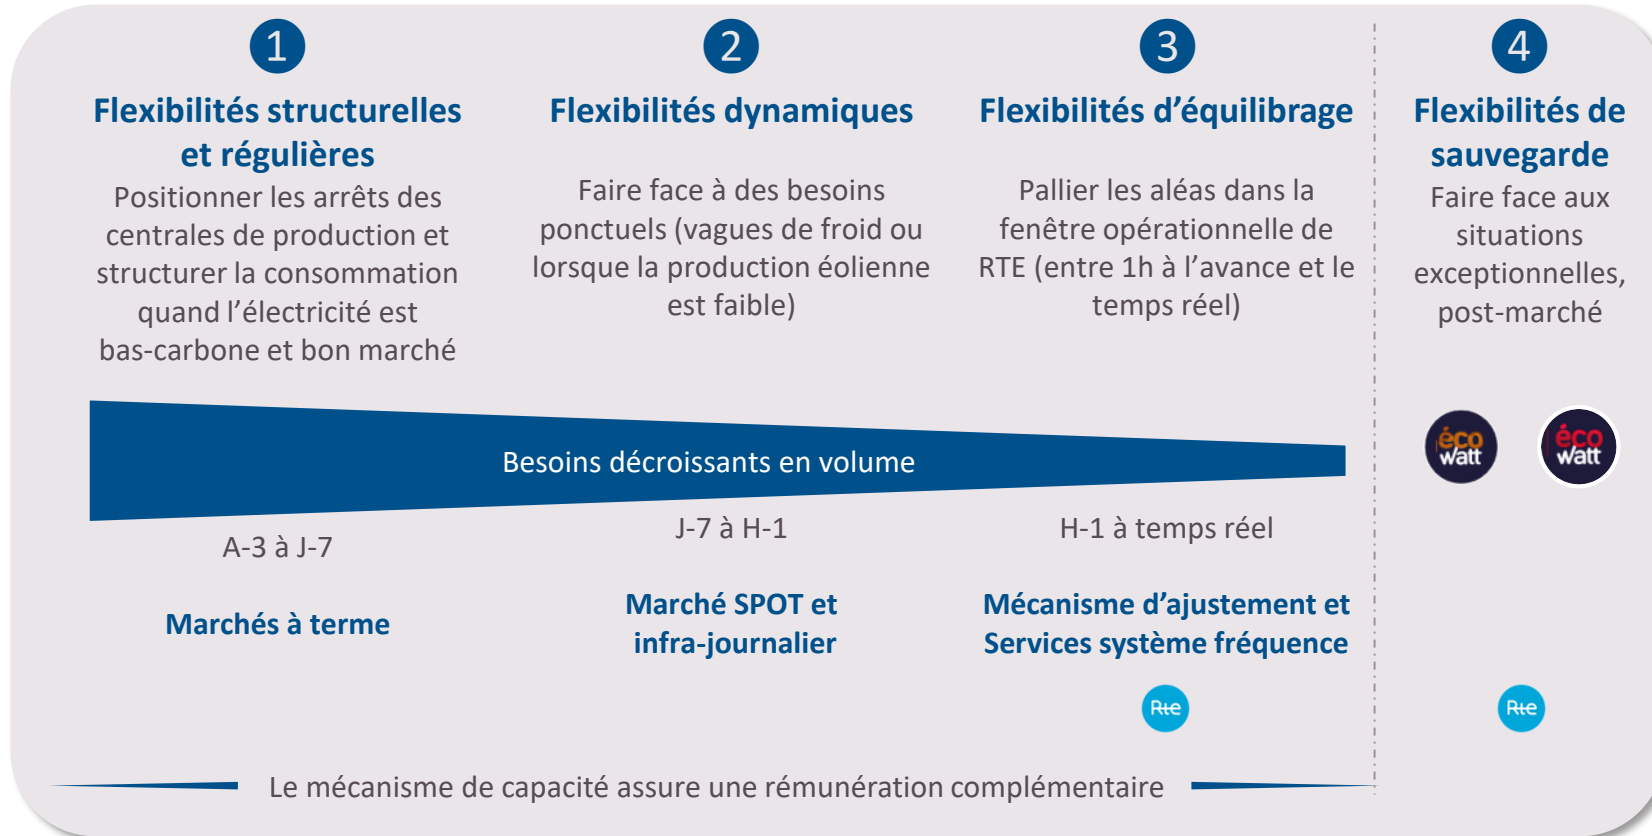 1
Flexibilités structurelles
et régulières
Positionner les arrêts des
centrales de production et
structurer la consommation
quand l’électricité est
bas-carbone et bon marché
2
Flexibilités dynamiques
Faire face à des besoins
ponctuels (vagues de froid ou
lorsque la production éolienne
est faible)
3
Flexibilités d’équilibrage
Pallier les aléas dans la
fenêtre opérationnelle de
RTE (entre 1h à l’avance et le
temps réel)
4
Flexibilités de
sauvegarde
Faire face aux
situations
exceptionnelles,
post-marché
Besoins décroissants en volume
éco
watt
éco
watt
A-3 à J-7
J-7 à H-1
H-1 à temps réel
Marchés à terme
Marché SPOT et
infra-journalier
Mécanisme d’ajustement et
Services système fréquence
Rte
Rte
Le mécanisme de capacité assure une rémunération complémentaire